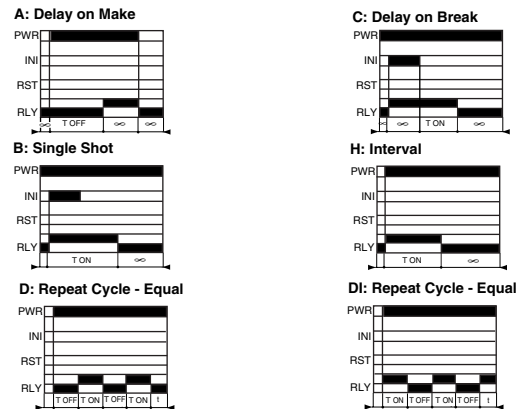 A: Delay on Make
PWR
INI
RST
RLY
∞ T OFF ∞ ∞
C: Delay on Break
PWR
INI
RST
RLY
∞ ∞ T ON ∞
B: Single Shot
PWR
INI
RST
RLY
T ON ∞
H: Interval
PWR
INI
RST
RLY
T ON ∞
D: Repeat Cycle - Equal
PWR
INI
RST
RLY
T OFF T ON T OFF T ON t
DI: Repeat Cycle - Equal
PWR
INI
RST
RLY
T ON T OFF T ON T OFF t